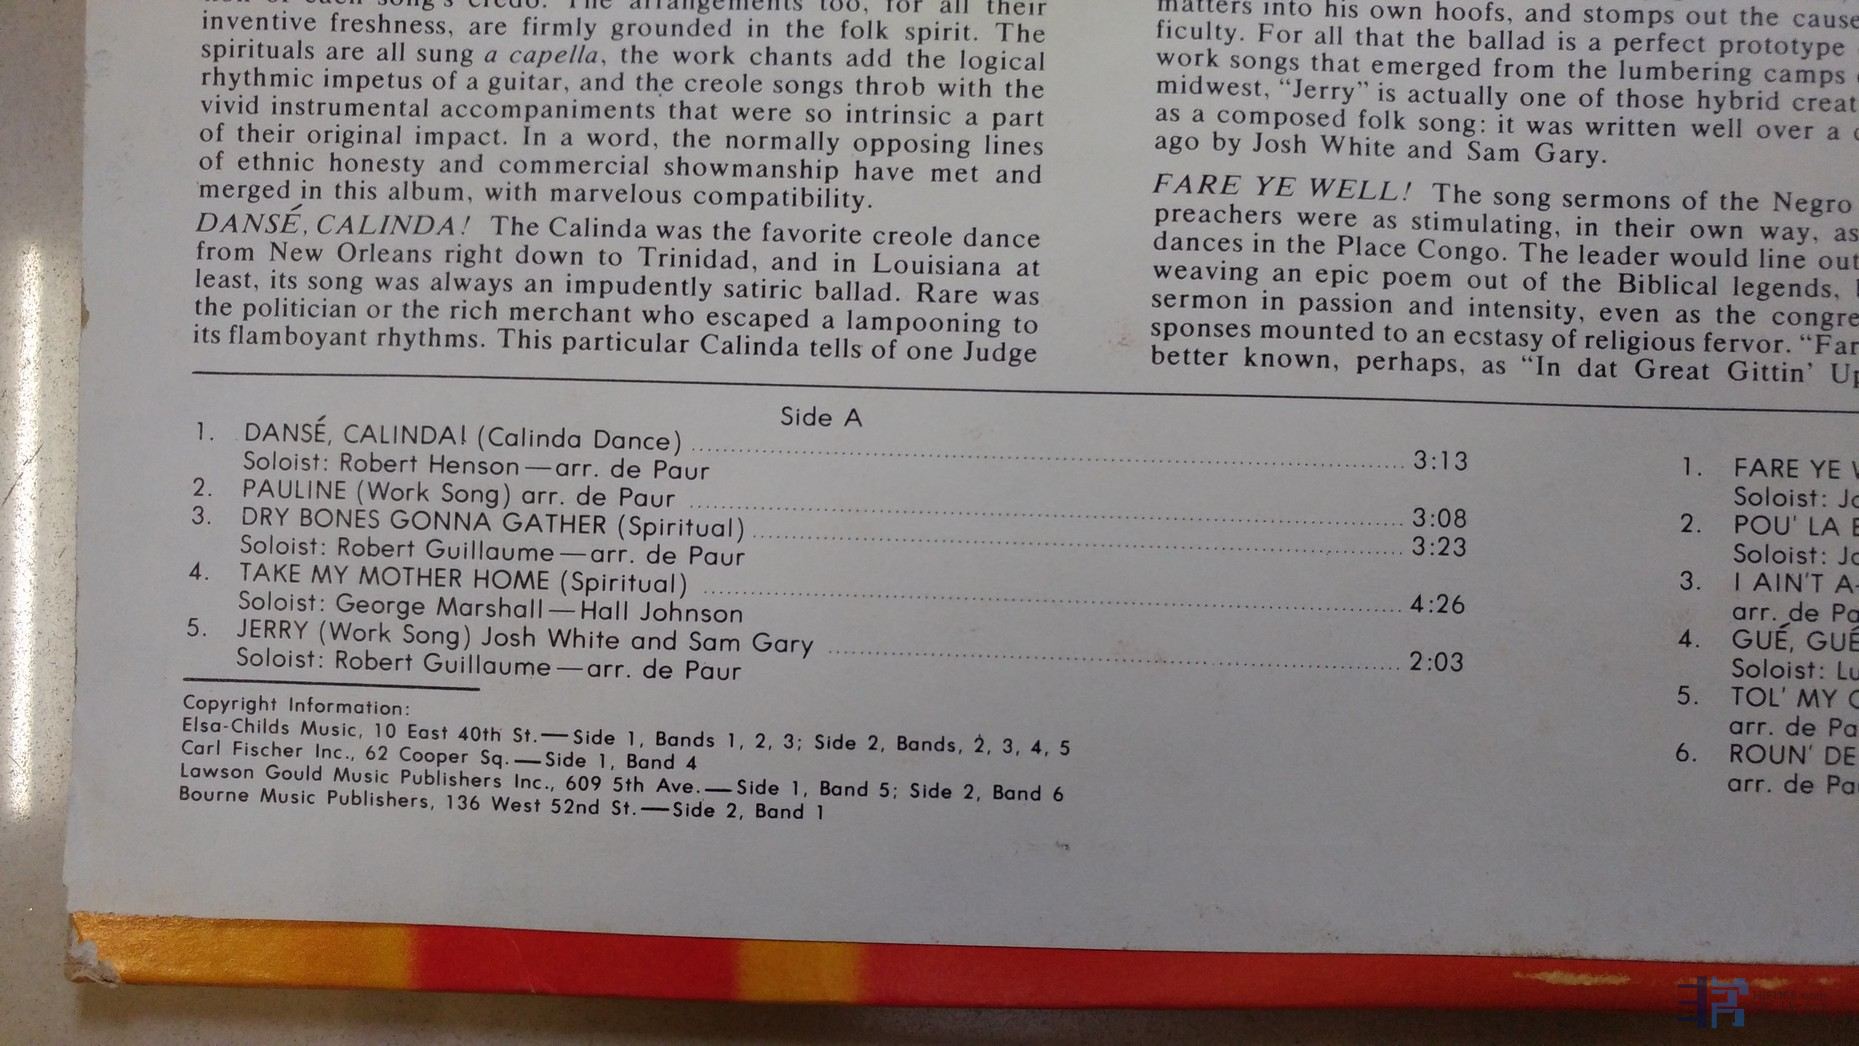 inventive freshness, are firmly grounded in the folk spirit. The
spirituals are all sung a capella, the work chants add the logical
rhythmic impetus of a guitar, and the creole songs throb with the
vivid instrumental accompaniments that were so intrinsic a part
of their original impact. In a word, the normally opposing lines
of ethnic honesty and commercial showmanship have met and
merged in this album, with marvelous compatibility.
DANSÉ, CALINDA! The Calinda was the favorite creole dance
from New Orleans right down to Trinidad, and in Louisiana at
least, its song was always an impudently satiric ballad. Rare was
the politician or the rich merchant who escaped a lampooning to
its flamboyant rhythms. This particular Calinda tells of one Judge
matters into his own hoofs, and stomps out the cause
ficulty. For all that the ballad is a perfect prototype
work songs that emerged from the lumbering camps
midwest, “Jerry” is actually one of those hybrid creat
as a composed folk song: it was written well over a
ago by Josh White and Sam Gary.
FARE YE WELL! The song sermons of the Negro
preachers were as stimulating, in their own way, as
dances in the Place Congo. The leader would line out
weaving an epic poem out of the Biblical legends,
sermon in passion and intensity, even as the congre
sponses mounted to an ecstasy of religious fervor. “Far
better known, perhaps, as “In dat Great Gittin’ Up
Side A
1. DANSÉ, CALINDA! (Calinda Dance) 3:13
Soloist: Robert Henson—arr. de Paur
2. PAULINE (Work Song) arr. de Paur 3:08
3. DRY BONES GONNA GATHER (Spiritual) 3:23
Soloist: Robert Guillaume—arr. de Paur
4. TAKE MY MOTHER HOME (Spiritual) 4:26
Soloist: George Marshall—Hall Johnson
5. JERRY (Work Song) Josh White and Sam Gary 2:03
Soloist: Robert Guillaume—arr. de Paur
1. FARE YE
Soloist: Jo
2. POU' LA
Soloist: Jo
3. I AIN'T A-
arr. de Pa
4. GUÉ, GUÉ
Soloist: Lu
5. TOL' MY
arr. de Pa
6. ROUN' DE
arr. de Pa
Copyright Information:
Elsa-Childs Music, 10 East 40th St.—Side 1, Bands 1, 2, 3; Side 2, Bands, 2, 3, 4, 5
Carl Fischer Inc., 62 Cooper Sq.—Side 1, Band 4
Lawson Gould Music Publishers Inc., 609 5th Ave.—Side 1, Band 5; Side 2, Band 6
Bourne Music Publishers, 136 West 52nd St.—Side 2, Band 1